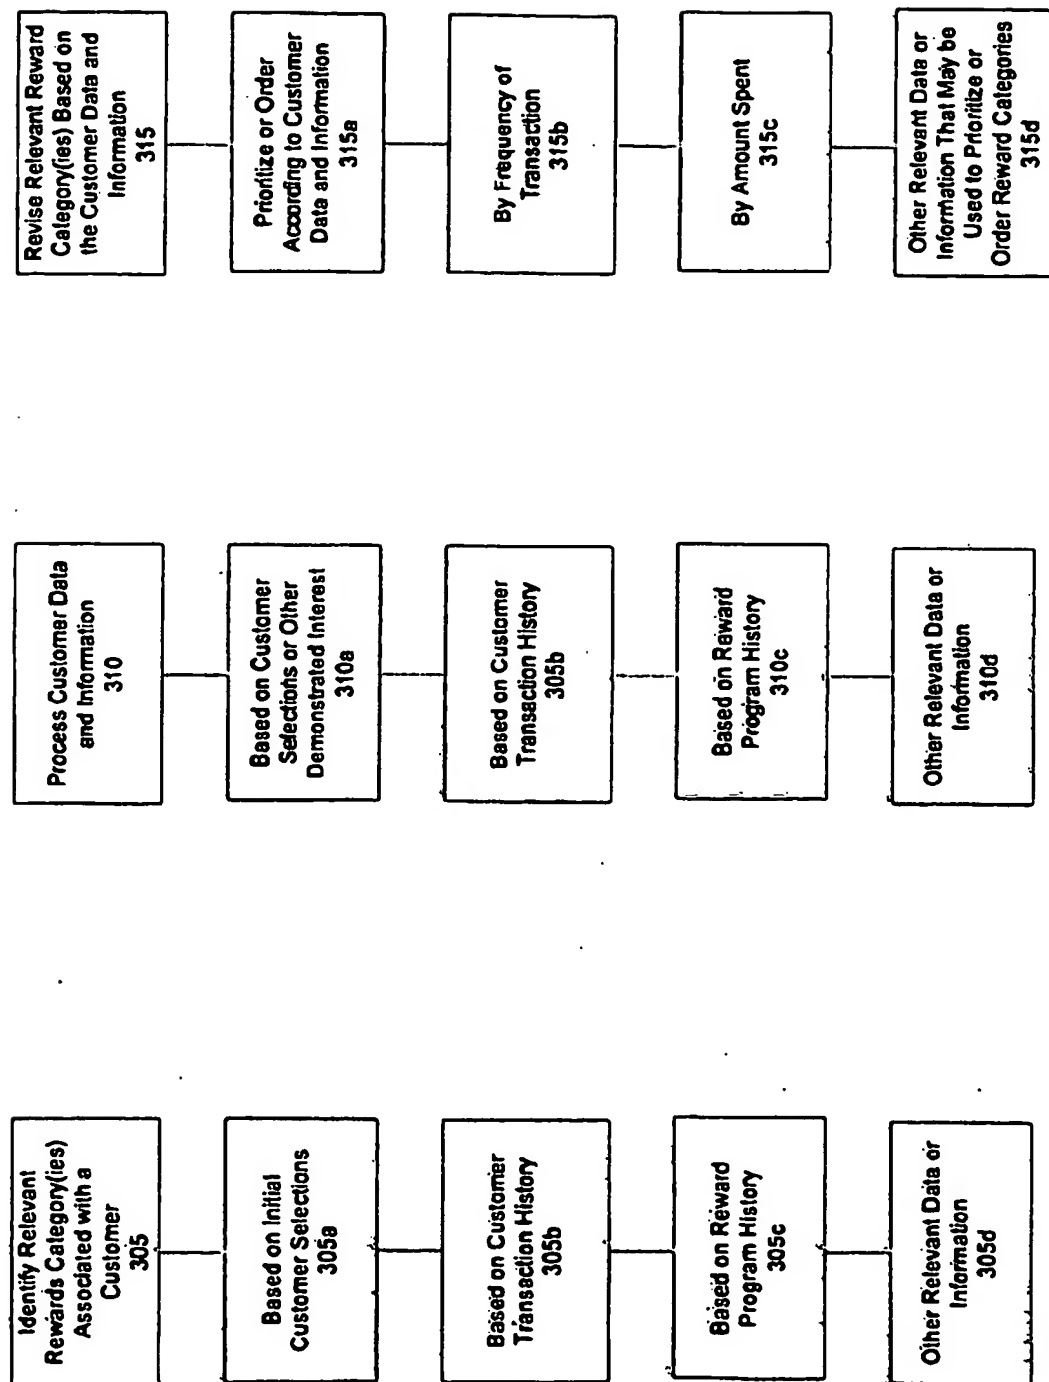 Identify Relevant
Rewards Category(ies)
Associated with a
Customer
305
Based on Initial
Customer Selections
305a
Based on Customer
Transaction History
305b
Based on Reward
Program History
305c
Other Relevant Data or
Information
305d
Process Customer Data
and Information
310
Based on Customer
Selections or Other
Demonstrated Interest
310a
Based on Customer
Transaction History
305b
Based on Reward
Program History
310c
Other Relevant Data or
Information
310d
Revise Relevant Reward
Category(ies) Based on
the Customer Data and
Information
315
Prioritize or Order
According to Customer
Data and Information
315a
By Frequency of
Transaction
315b
By Amount Spent
315c
Other Relevant Data or
Information That May be
Used to Prioritize or
Order Reward Categories
315d